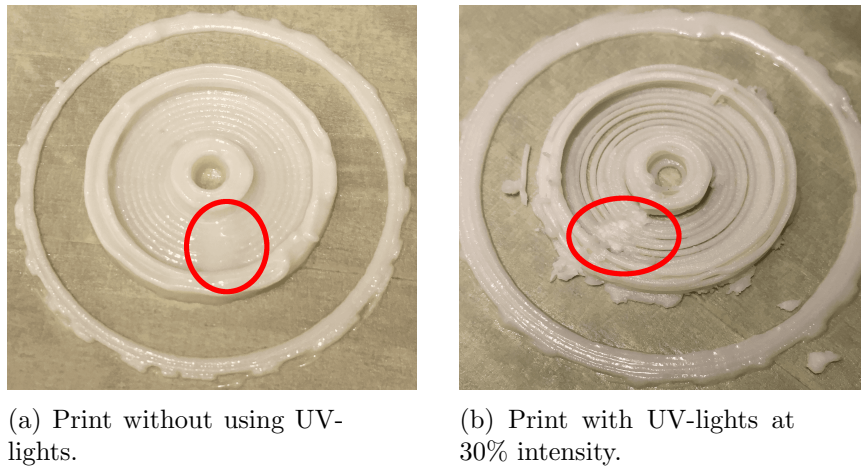 (a) Print without using UV-
lights.
(b) Print with UV-lights at
30% intensity.